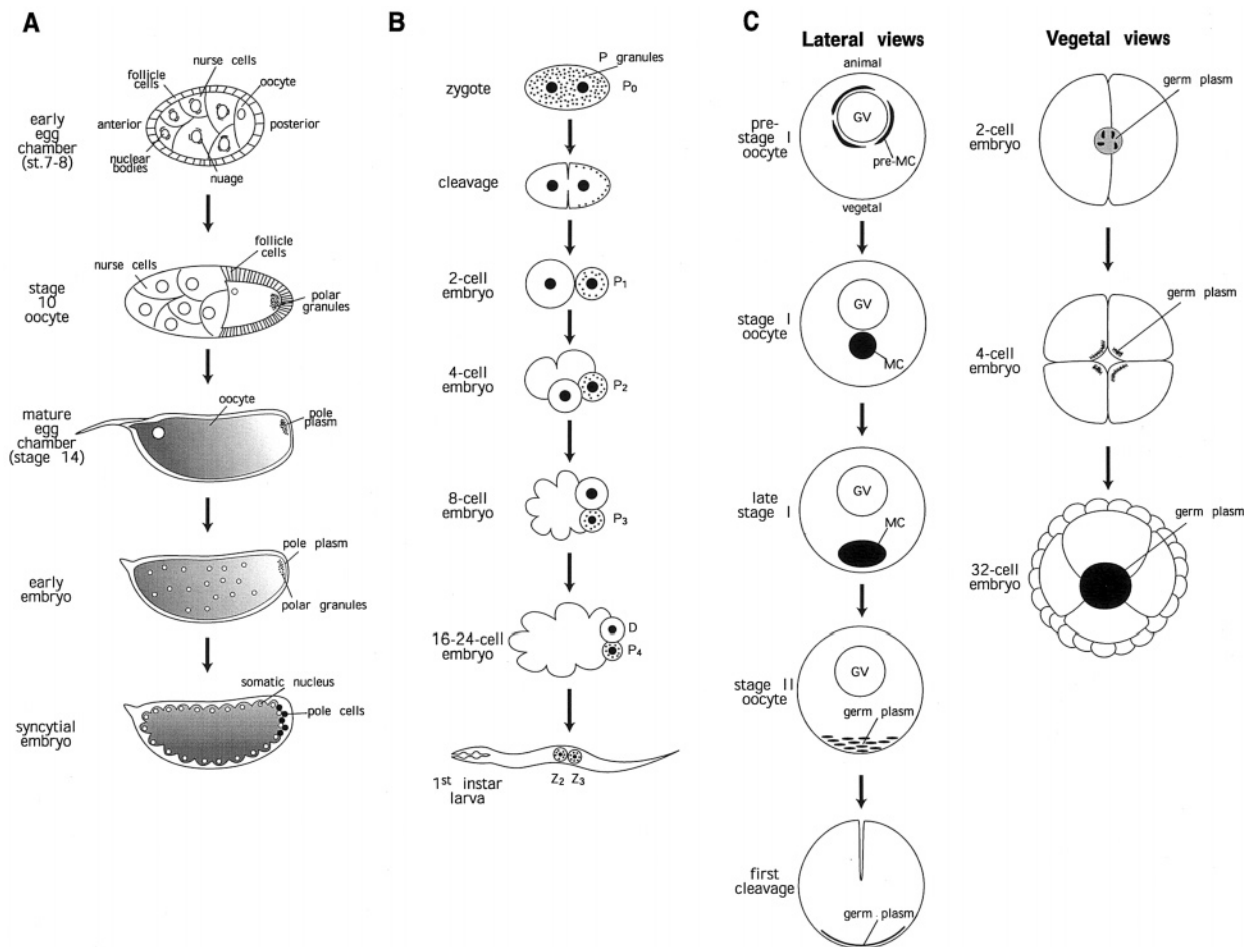 A
nurse cells
follicle
cells
oocyte
early
egg
chamber
(st.7-8)
anterior
posterior
nuclear
bodies
nuage
follicle
cells
nurse cells
stage
10
oocyte
polar
granules
mature
egg
chamber
(stage 14)
oocyte
pole
plasm
early
embryo
pole plasm
polar granules
syncytial
embryo
somatic nucleus
pole cells
B
P granules
zygote
P0
cleavage
2-cell
embryo
P1
4-cell
embryo
P2
8-cell
embryo
P3
16-24-cell
embryo
D
P4
1st instar
larva
Z2 Z3
C
Lateral views
animal
pre-
stage I
oocyte
GV
pre-MC
vegetal
stage I
oocyte
GV
MC
late
stage I
GV
MC
stage II
oocyte
GV
germ plasm
first
cleavage
germ plasm
Vegetal views
germ plasm
2-cell
embryo
germ plasm
4-cell
embryo
germ plasm
32-cell
embryo